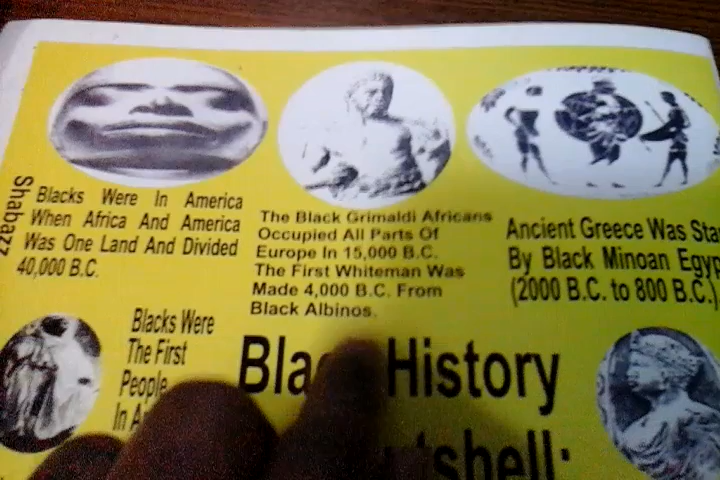 Shabazz
Blacks Were In America
When Africa And America
Was One Land And Divided
40,000 B.C.
The Black Grimaldi Africans
Occupied All Parts Of
Europe In 15,000 B.C.
The First Whiteman Was
Made 4,000 B.C. From
Black Albinos.
Ancient Greece Was
By Black Minoan
(2000 B.C. to 800 B.C.)
Blacks Were
The First
People
In
History